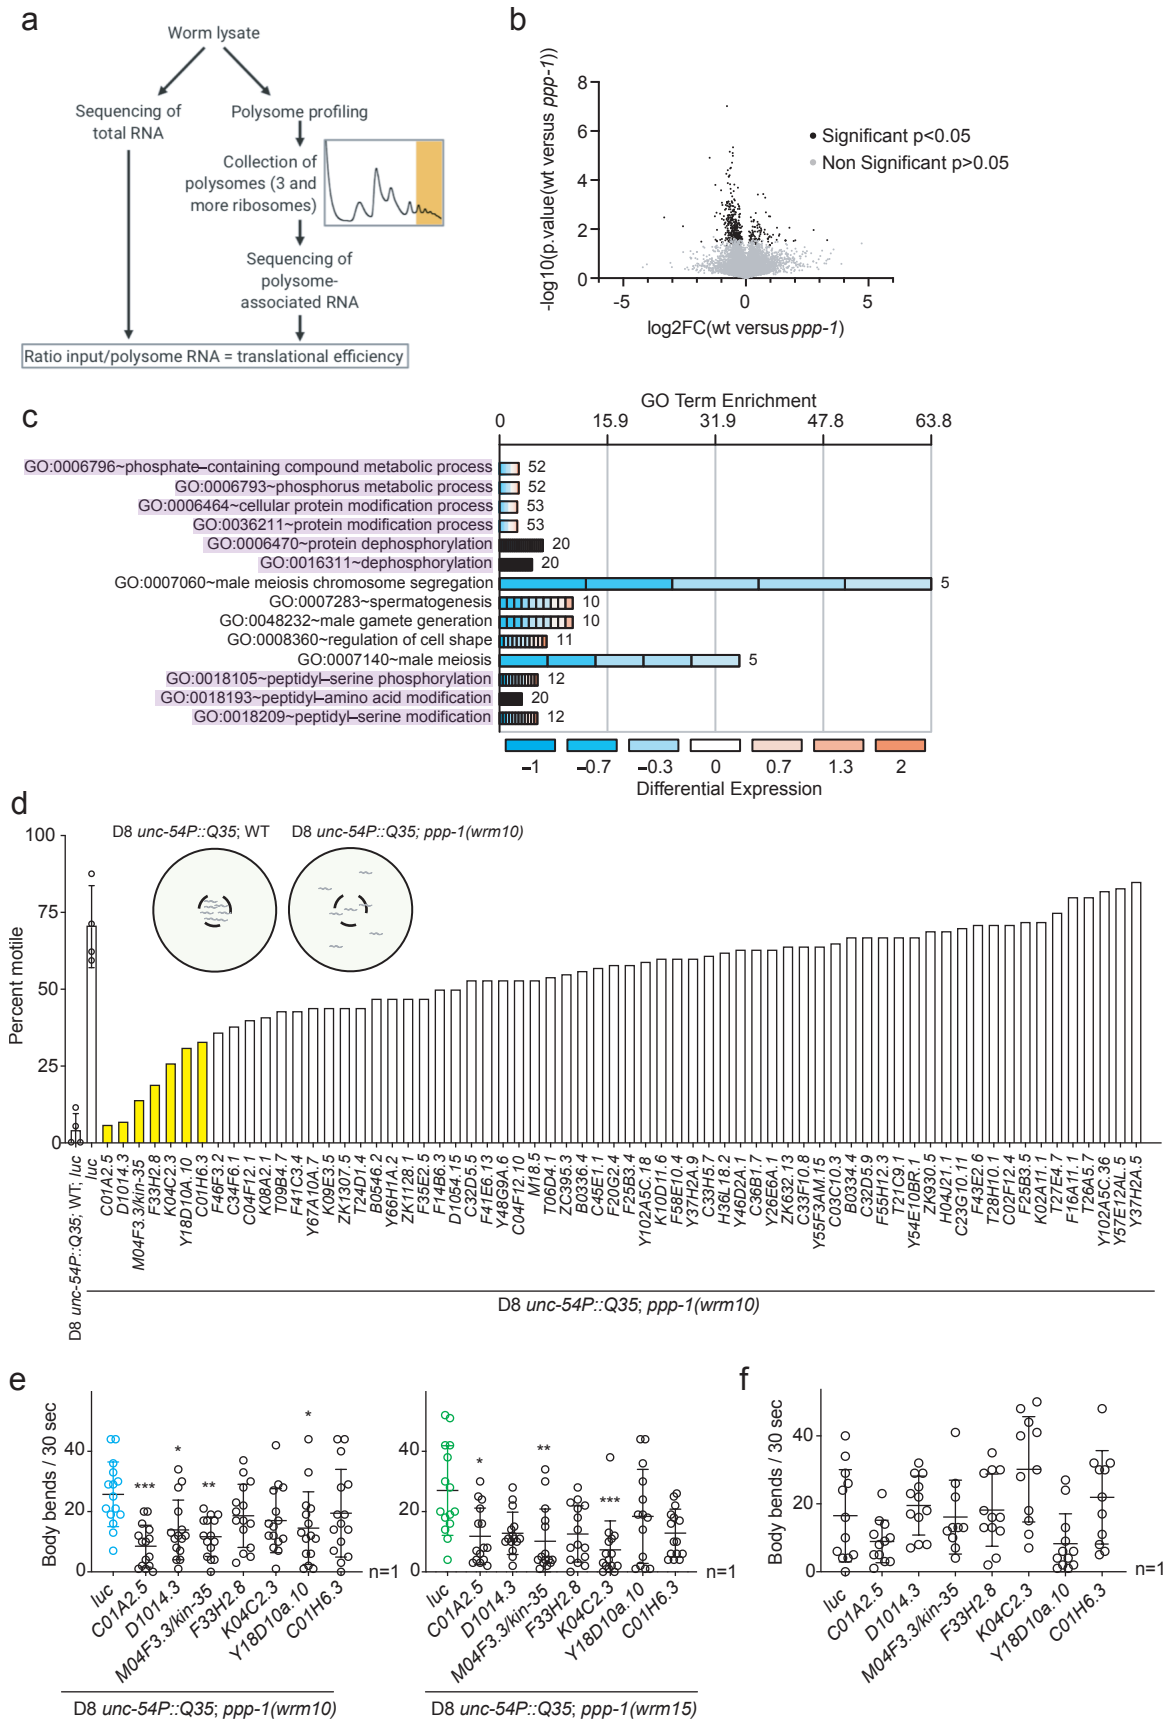 a
Worm lysate
Sequencing of
total RNA
Polysome profiling
Collection of
polysomes (3 and
more ribosomes)
Sequencing of
polysome-
associated RNA
Ratio input/polysome RNA = translational efficiency
b
-log10(p.value(wt versus ppp-1))
8
6
4
2
0
-5
0
5
log2FC(wt versus ppp-1)
Significant p<0.05
Non Significant p>0.05
c
GO Term Enrichment
0 15.9 31.9 47.8 63.8
GO:0006796~phosphate–containing compound metabolic process 52
GO:0006793~phosphorus metabolic process 52
GO:0006464~cellular protein modification process 53
GO:0036211~protein modification process 53
GO:0006470~protein dephosphorylation 20
GO:0016311~dephosphorylation 20
GO:0007060~male meiosis chromosome segregation 5
GO:0007283~spermatogenesis 10
GO:0048232~male gamete generation 10
GO:0008360~regulation of cell shape 11
GO:0007140~male meiosis 5
GO:0018105~peptidyl–serine phosphorylation 12
GO:0018193~peptidyl–amino acid modification 20
GO:0018209~peptidyl–serine modification 12
–1 –0.7 –0.3 0 0.7 1.3 2
Differential Expression
d
D8 unc-54P::Q35; WT
D8 unc-54P::Q35; ppp-1(wrm10)
Percent motile
100
75
50
25
0
D8 unc-54P::Q35; WT; luc
luc
C01A2.5
D1014.3
M04F3.3/kin-35
F33H2.8
K04C2.3
Y18D10A.10
C01H6.3
F46F3.2
C34F6.1
C04F12.1
K08A2.1
T09B4.7
F41C3.4
Y67A10A.7
K09E3.5
ZK1307.5
T24D1.4
B0546.2
Y66H1A.2
ZK1128.1
F35E2.5
F14B6.3
D1054.15
C32D5.5
F41E6.13
Y48G9A.6
C04F12.10
M18.5
T06D4.1
ZC395.3
B0336.4
C45E1.1
F20G2.4
F25B3.4
Y102A5C.18
K10D11.6
F58E10.4
Y37H2A.9
C33H5.7
H36L18.2
Y46D2A.1
C36B1.7
Y26E6A.1
ZK632.13
C33F10.8
Y55F3AM.15
C03C10.3
B0334.4
C32D5.9
F55H12.3
T21C9.1
Y54E10BR.1
ZK930.5
H04J21.1
C23G10.11
F43E2.6
T28H10.1
C02F12.4
F25B5.3
K02A11.1
T27E4.7
F16A11.1
T26A5.7
Y102A5C.36
Y57E12AL.5
Y37H2A.5
D8 unc-54P::Q35; ppp-1(wrm10)
e
Body bends / 30 sec
40
20
0
***
*
**
*
n=1
luc
C01A2.5
D1014.3
M04F3.3/kin-35
F33H2.8
K04C2.3
Y18D10a.10
C01H6.3
D8 unc-54P::Q35; ppp-1(wrm10)
40
20
0
*
**
***
n=1
luc
C01A2.5
D1014.3
M04F3.3/kin-35
F33H2.8
K04C2.3
Y18D10a.10
C01H6.3
D8 unc-54P::Q35; ppp-1(wrm15)
f
Body bends / 30 sec
40
20
0
n=1
luc
C01A2.5
D1014.3
M04F3.3/kin-35
F33H2.8
K04C2.3
Y18D10a.10
C01H6.3